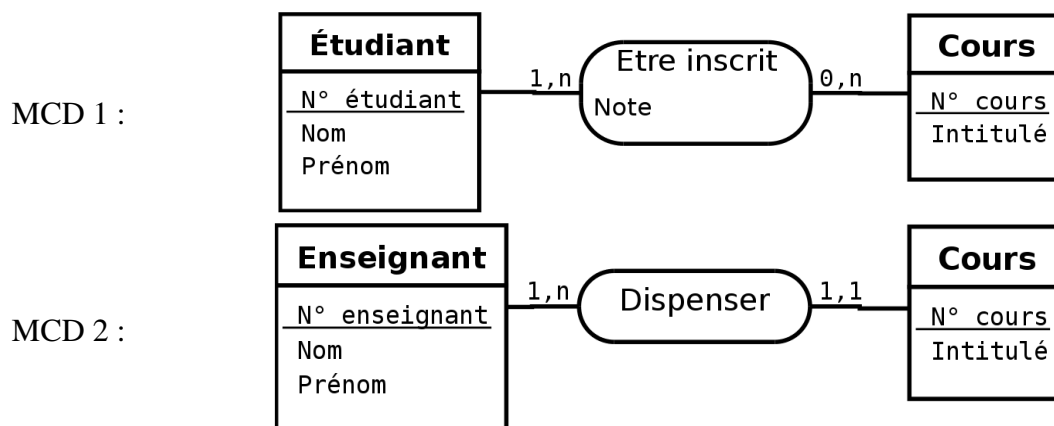 MCD 1 :
Étudiant
N° étudiant
Nom
Prénom
1,n
Etre inscrit
Note
0,n
Cours
N° cours
Intitulé
MCD 2 :
Enseignant
N° enseignant
Nom
Prénom
1,n
Dispenser
1,1
Cours
N° cours
Intitulé